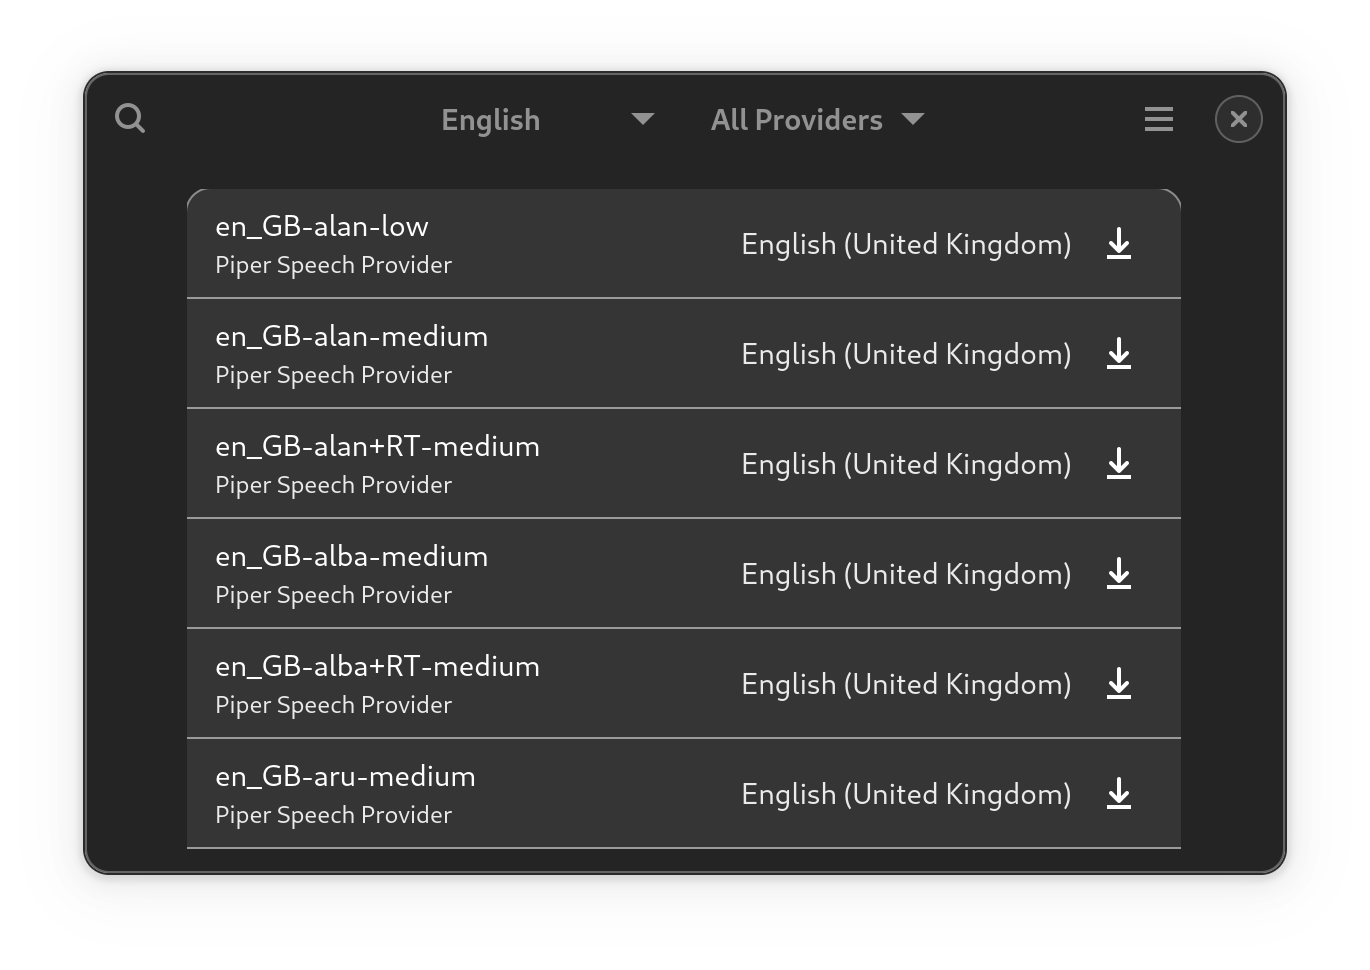 English
All Providers
en_GB-alan-low
Piper Speech Provider
English (United Kingdom)
en_GB-alan-medium
Piper Speech Provider
English (United Kingdom)
en_GB-alan+RT-medium
Piper Speech Provider
English (United Kingdom)
en_GB-alba-medium
Piper Speech Provider
English (United Kingdom)
en_GB-alba+RT-medium
Piper Speech Provider
English (United Kingdom)
en_GB-aru-medium
Piper Speech Provider
English (United Kingdom)